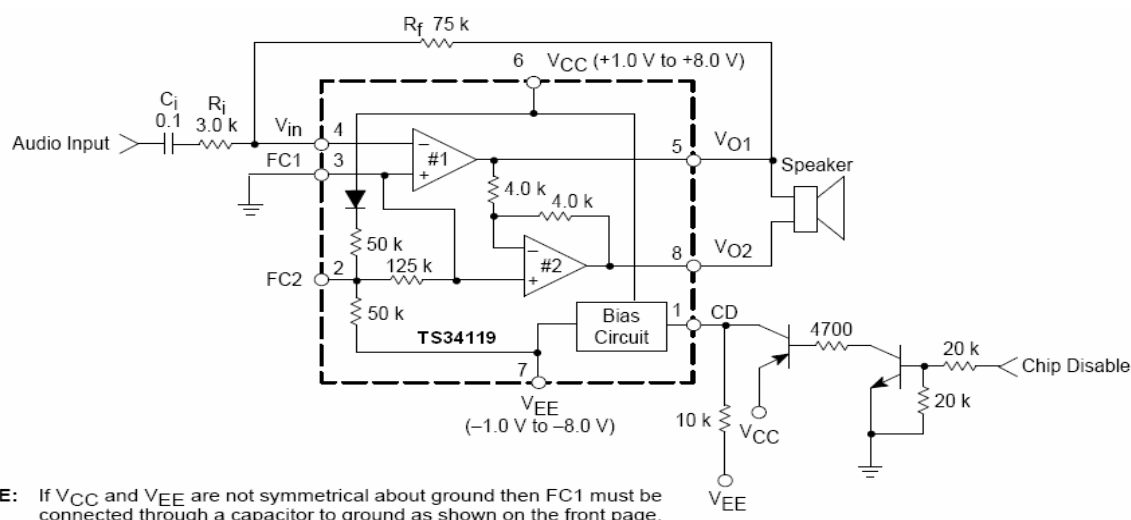 Rf 75 k
6 VCC (+1.0 V to +8.0 V)
Ci
0.1
Ri
3.0 k
Audio Input
Vin
4
FC1
3
#1
5
VO1
Speaker
4.0 k
4.0 k
50 k
FC2
2
125 k
#2
8
VO2
50 k
TS34119
Bias
Circuit
1
CD
4700
20 k
Chip Disable
20 k
7
VEE
(–1.0 V to –8.0 V)
10 k
VCC
VEE
E: If VCC and VEE are not symmetrical about ground then FC1 must be
connected through a capacitor to ground as shown on the front page.